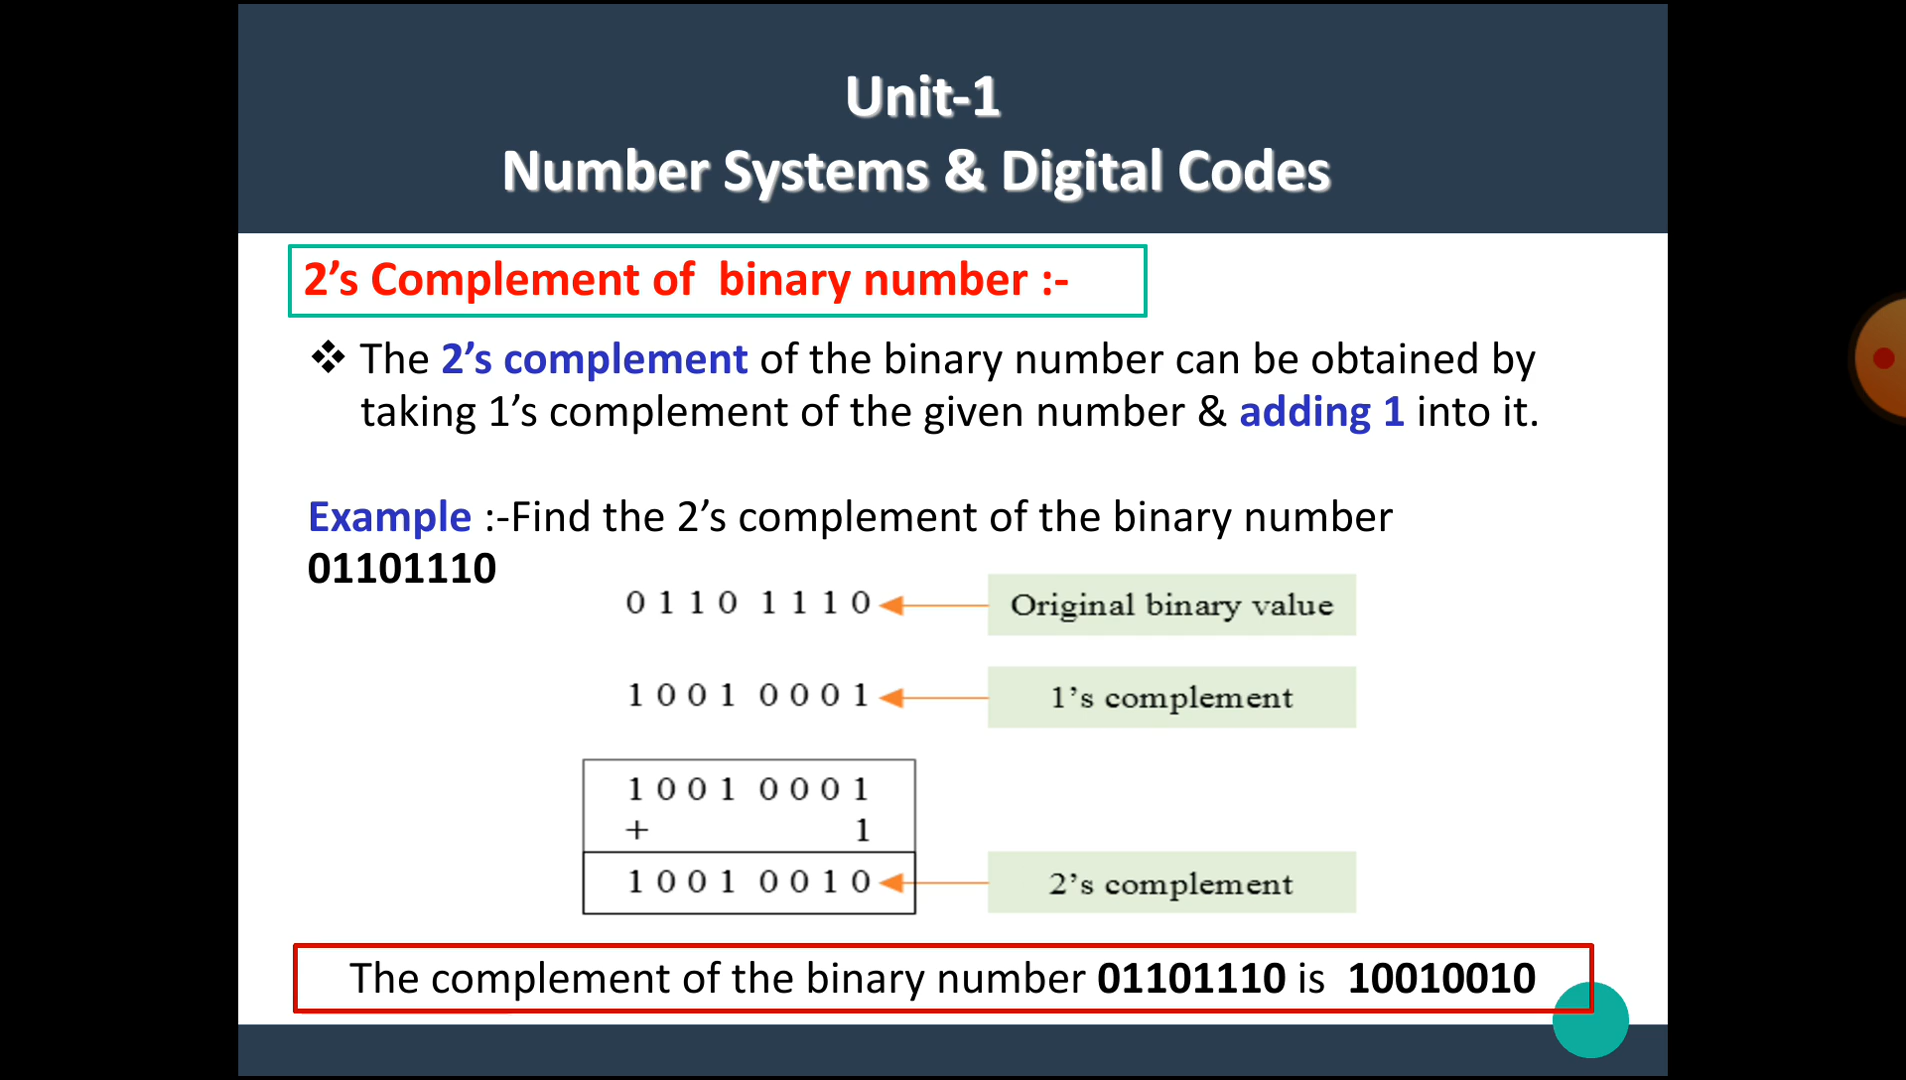 Unit-1
Number Systems & Digital Codes
2’s Complement of  binary number :-
❖ The 2’s complement of the binary number can be obtained by
taking 1’s complement of the given number & adding 1 into it.
Example :-Find the 2’s complement of the binary number
01101110
0 1 1 0 1 1 1 0 Original binary value
1 0 0 1 0 0 0 1 1’s complement
1 0 0 1 0 0 0 1
+ 1
1 0 0 1 0 0 1 0 2’s complement
The complement of the binary number 01101110 is  10010010